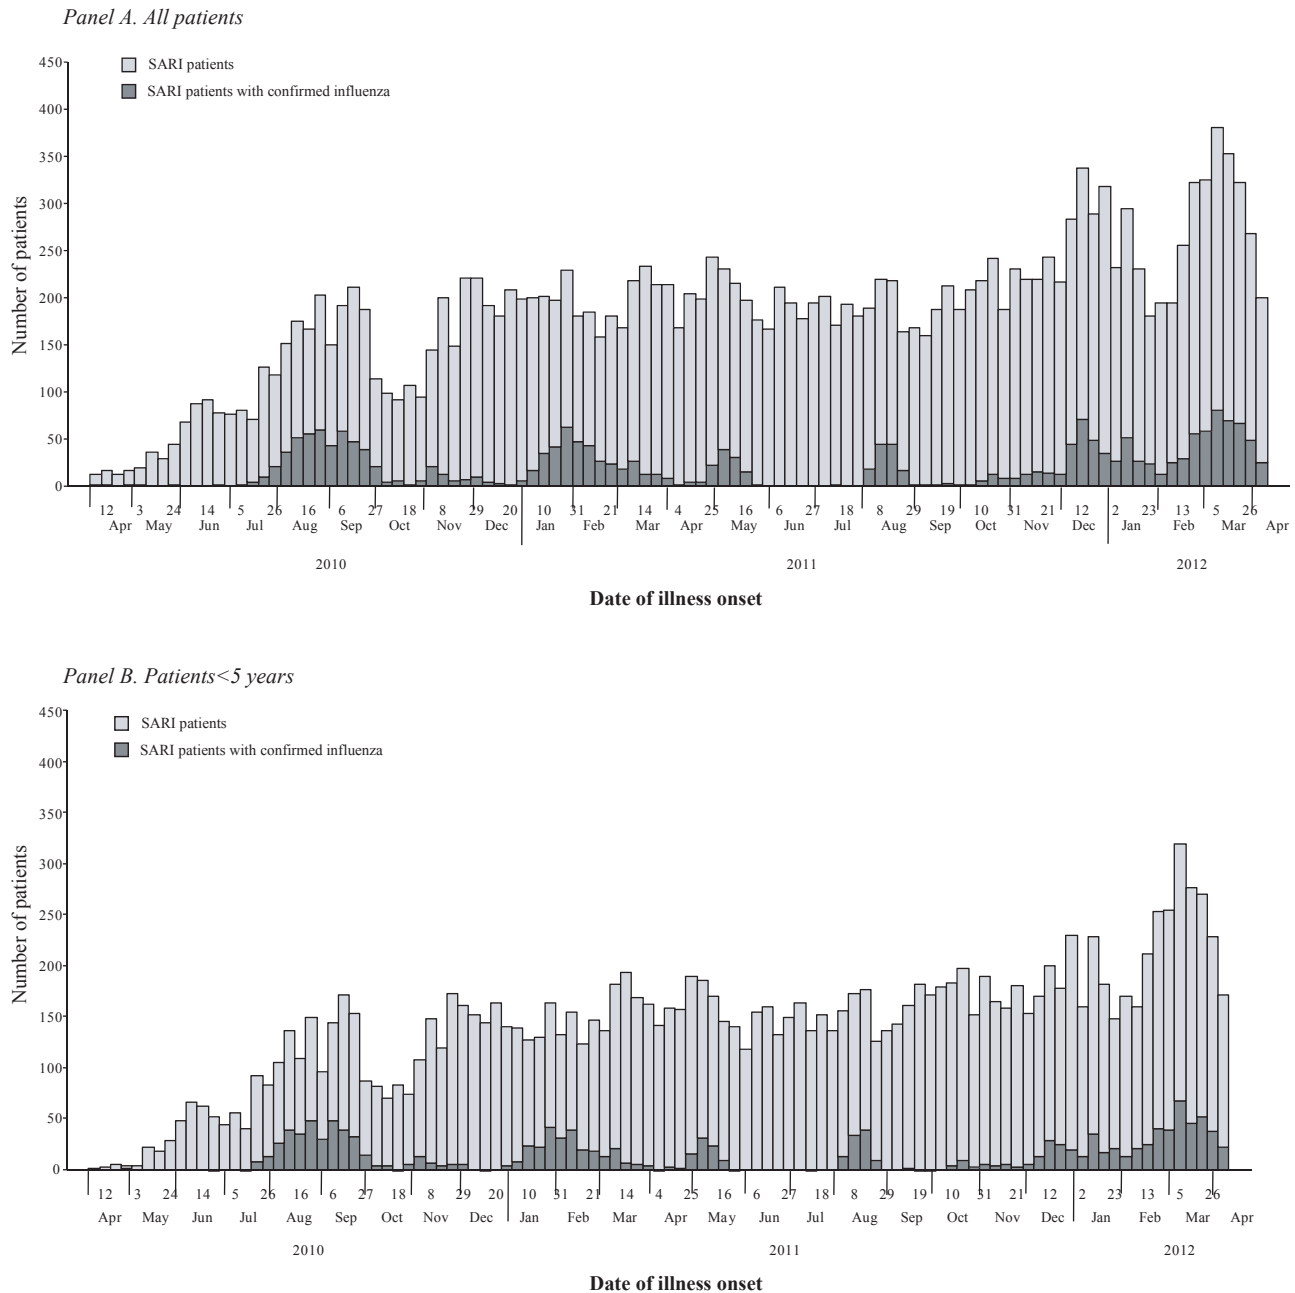 Panel A. All patients
SARI patients
SARI patients with confirmed influenza
450
400
350
300
250
200
150
100
50
0
Number of patients
12 3 24 14 5 26 16 6 27 18 8 29 20 10 31 21 14 4 25 16 6 27 18 8 29 19 10 31 21 12 2 23 13 5 26
Apr May Jun Jul Aug Sep Oct Nov Dec Jan Feb Mar Apr May Jun Jul Aug Sep Oct Nov Dec Jan Feb Mar Apr
2010 2011 2012
Date of illness onset
Panel B. Patients<5 years
SARI patients
SARI patients with confirmed influenza
450
400
350
300
250
200
150
100
50
0
Number of patients
12 3 24 14 5 26 16 6 27 18 8 29 20 10 31 21 14 4 25 16 6 27 18 8 29 19 10 31 21 12 2 23 13 5 26
Apr May Jun Jul Aug Sep Oct Nov Dec Jan Feb Mar Apr May Jun Jul Aug Sep Oct Nov Dec Jan Feb Mar Apr
2010 2011 2012
Date of illness onset